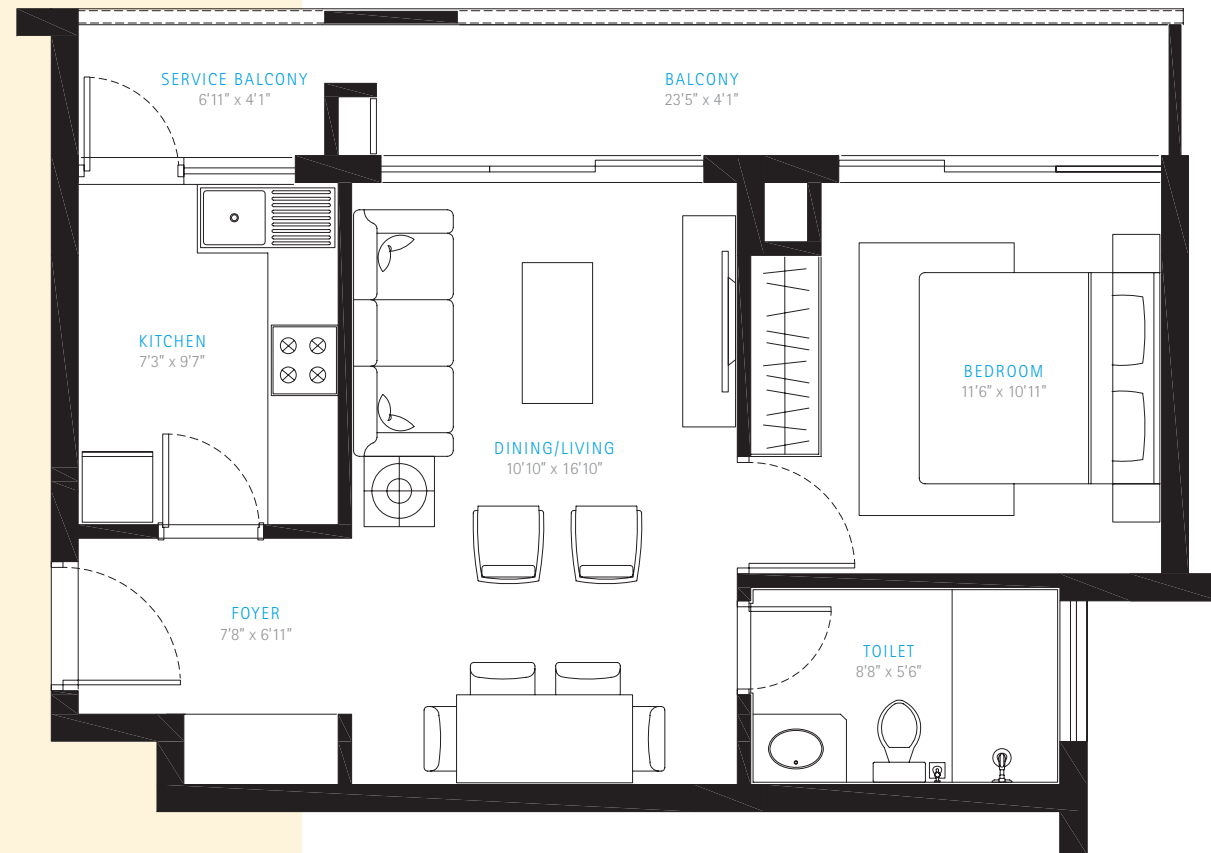 SERVICE BALCONY
6'11" x 4'1"
BALCONY
23'5" x 4'1"
KITCHEN
7'3" x 9'7"
BEDROOM
11'6" x 10'11"
DINING/LIVING
10'10" x 16'10"
FOYER
7'8" x 6'11"
TOILET
8'8" x 5'6"